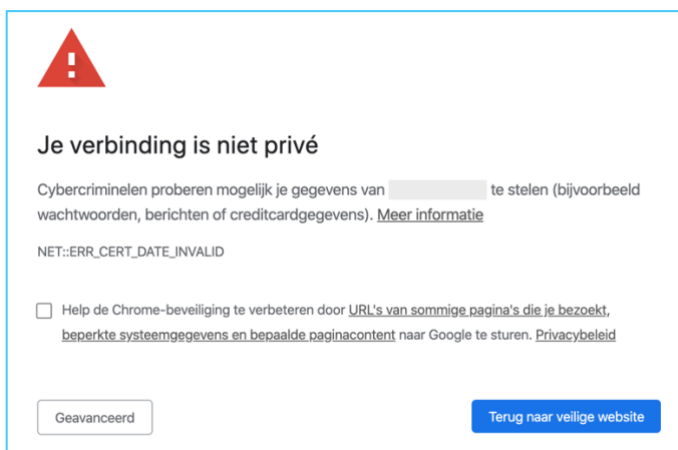 Je verbinding is niet privé
Cybercriminelen proberen mogelijk je gegevens van te stelen (bijvoorbeeld
wachtwoorden, berichten of creditcardgegevens). Meer informatie
NET::ERR_CERT_DATE_INVALID
Help de Chrome-beveiliging te verbeteren door URL's van sommige pagina's die je bezoekt,
beperkte systeemgegevens en bepaalde paginacontent naar Google te sturen. Privacybeleid
Geavanceerd
Terug naar veilige website